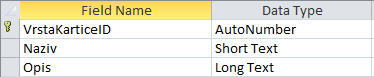 Field Name Data Type
VrstaKarticeID AutoNumber
Naziv Short Text
Opis Long Text